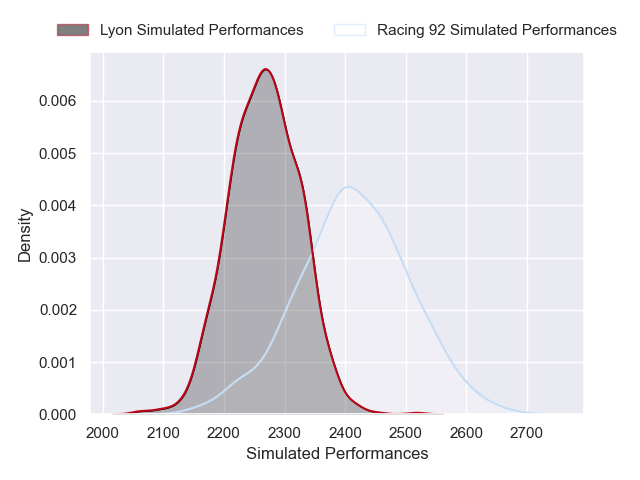 Lyon Simulated Performances
Racing 92 Simulated Performances
0.006
0.005
0.004
0.003
0.002
0.001
0.000
Density
2000 2100 2200 2300 2400 2500 2600 2700
Simulated Performances